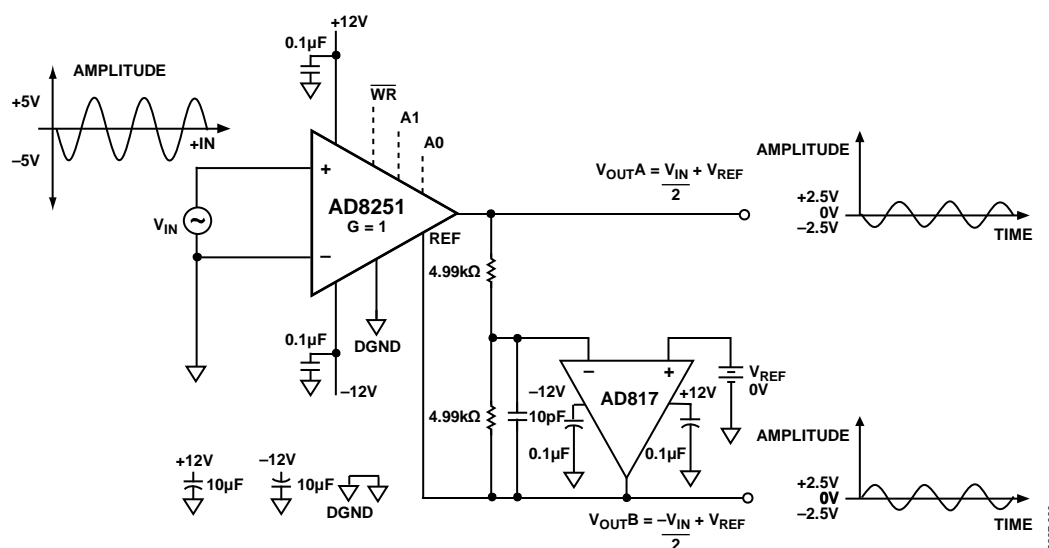 +12V
0.1µF
AMPLITUDE
+5V
–5V
+IN
WR
A1
A0
VIN
+
–
AD8251
G = 1
REF
DGND
0.1µF
–12V
VOUTA = VIN + VREF
2
AMPLITUDE
+2.5V
0V
–2.5V
TIME
4.99kΩ
4.99kΩ
–12V
10pF
0.1µF
–
+
AD817
+12V
0.1µF
VREF
0V
+12V
10µF
–12V
10µF
DGND
VOUTB = –VIN + VREF
2
AMPLITUDE
+2.5V
0V
–2.5V
TIME